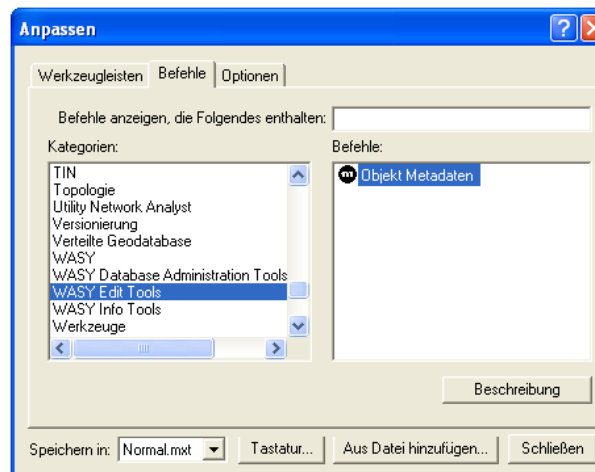 Anpassen
Werkzeugleisten Befehle Optionen
Befehle anzeigen, die Folgendes enthalten:
Kategorien: Befehle:
TIN
Topologie
Utility Network Analyst
Versionierung
Verteilte Geodatabase
WASY
WASY Database Administration Tools
WASY Edit Tools
WASY Info Tools
Werkzeuge
m Objekt Metadaten
Beschreibung
Speichern in: Normal.mxt Tastatur... Aus Datei hinzufügen... Schließen